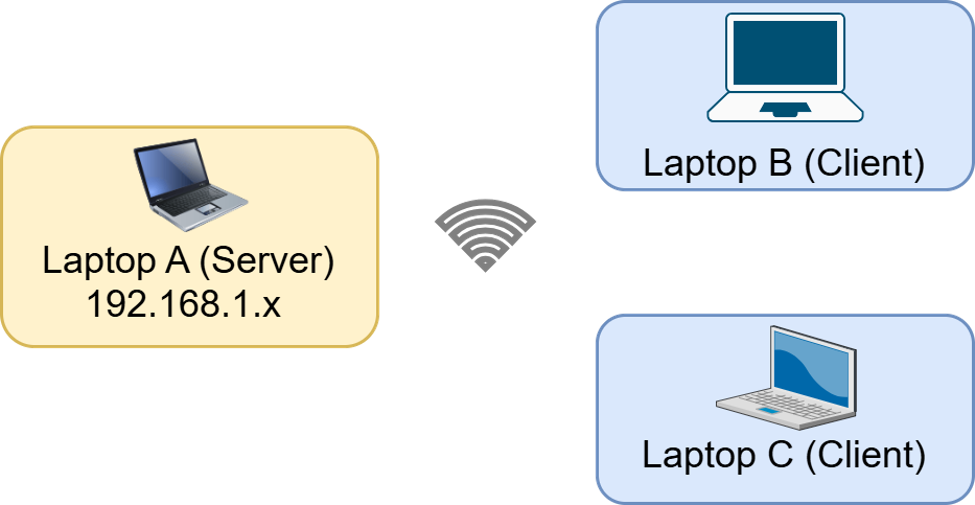 Laptop B (Client)
Laptop A (Server)
192.168.1.x
Laptop C (Client)